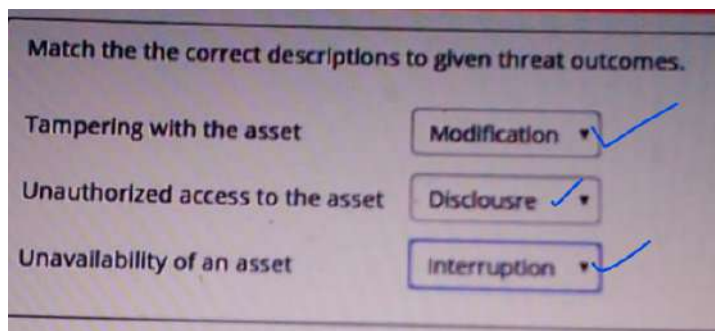 Match the the correct descriptions to given threat outcomes.
Tampering with the asset Modification
Unauthorized access to the asset Disclousre
Unavailability of an asset Interruption